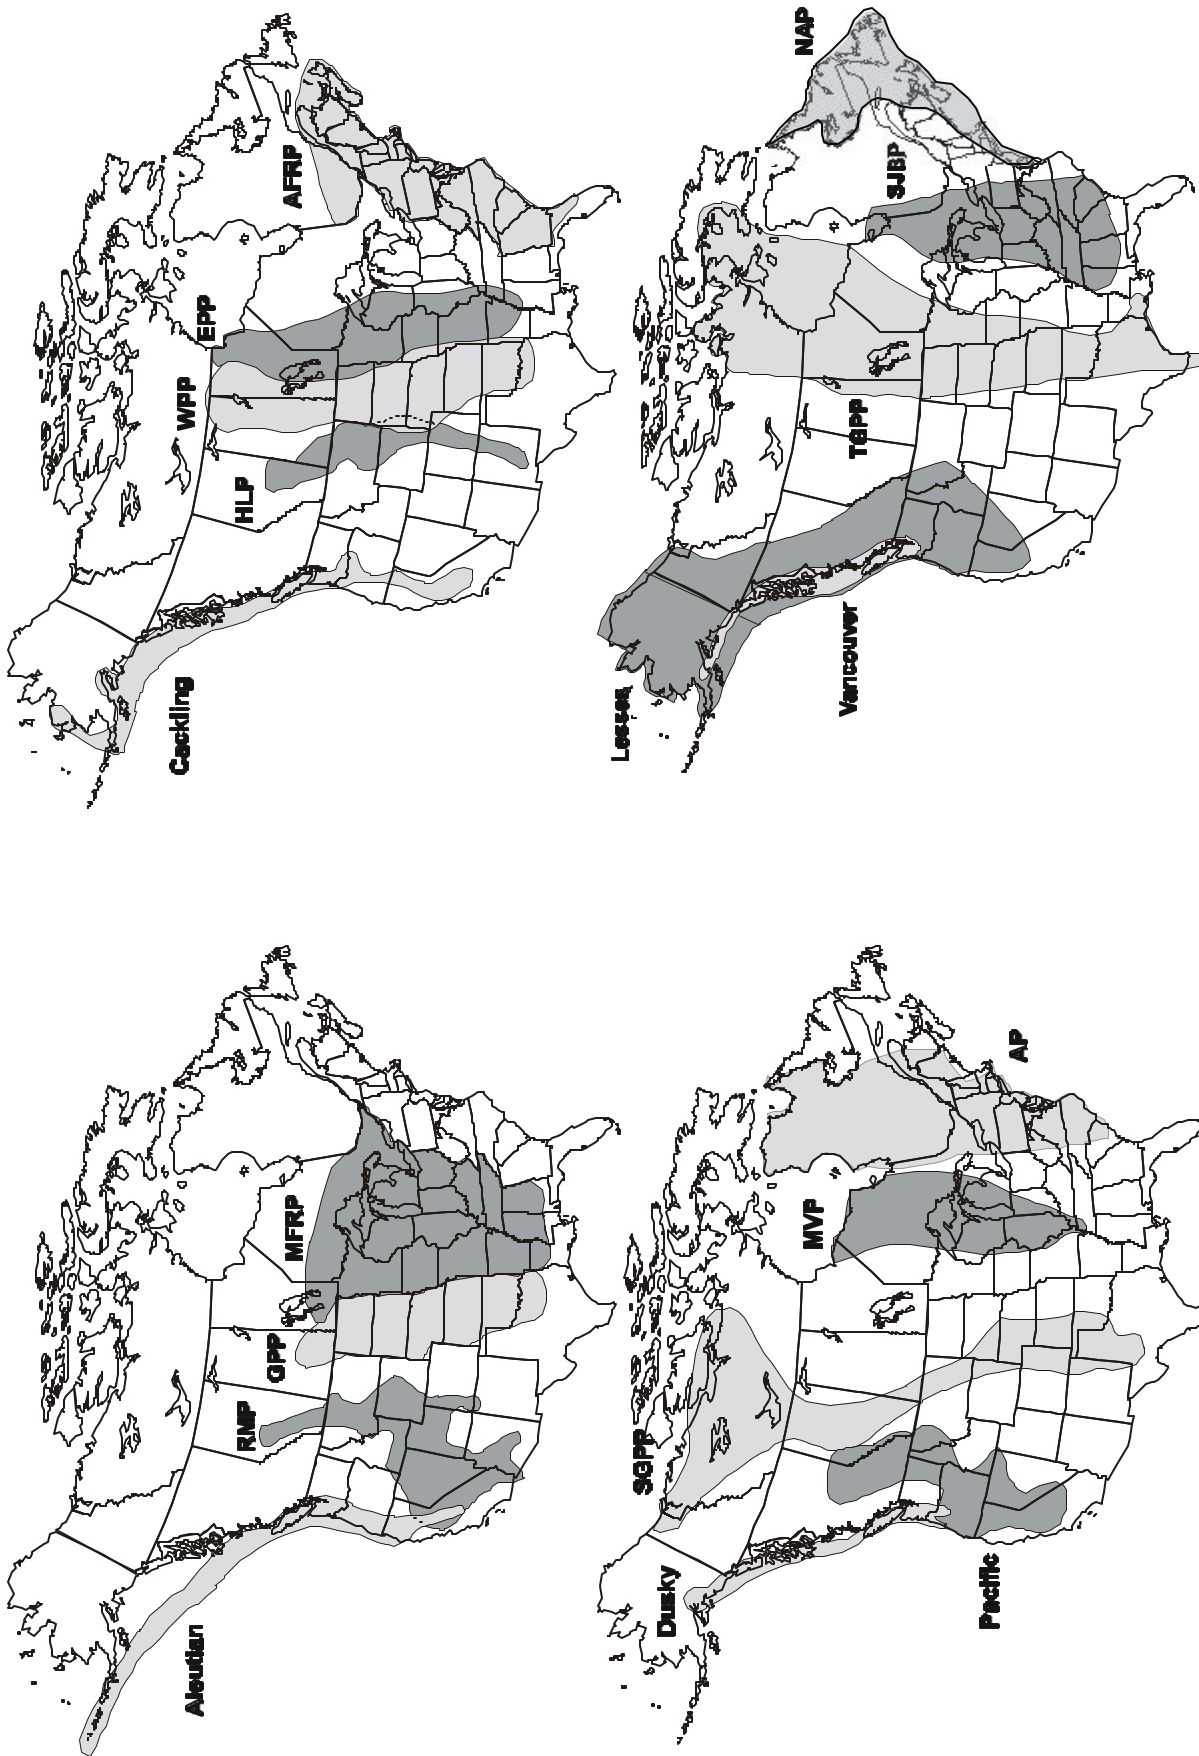 Aleutian
RMP
GPP
MFRP
Cackling
HLP
WPP
EPP
AFRP
Dusky
SGPP
Pacific
MVP
AP
Lesser
Vancouver
TGPP
SJBP
NAP